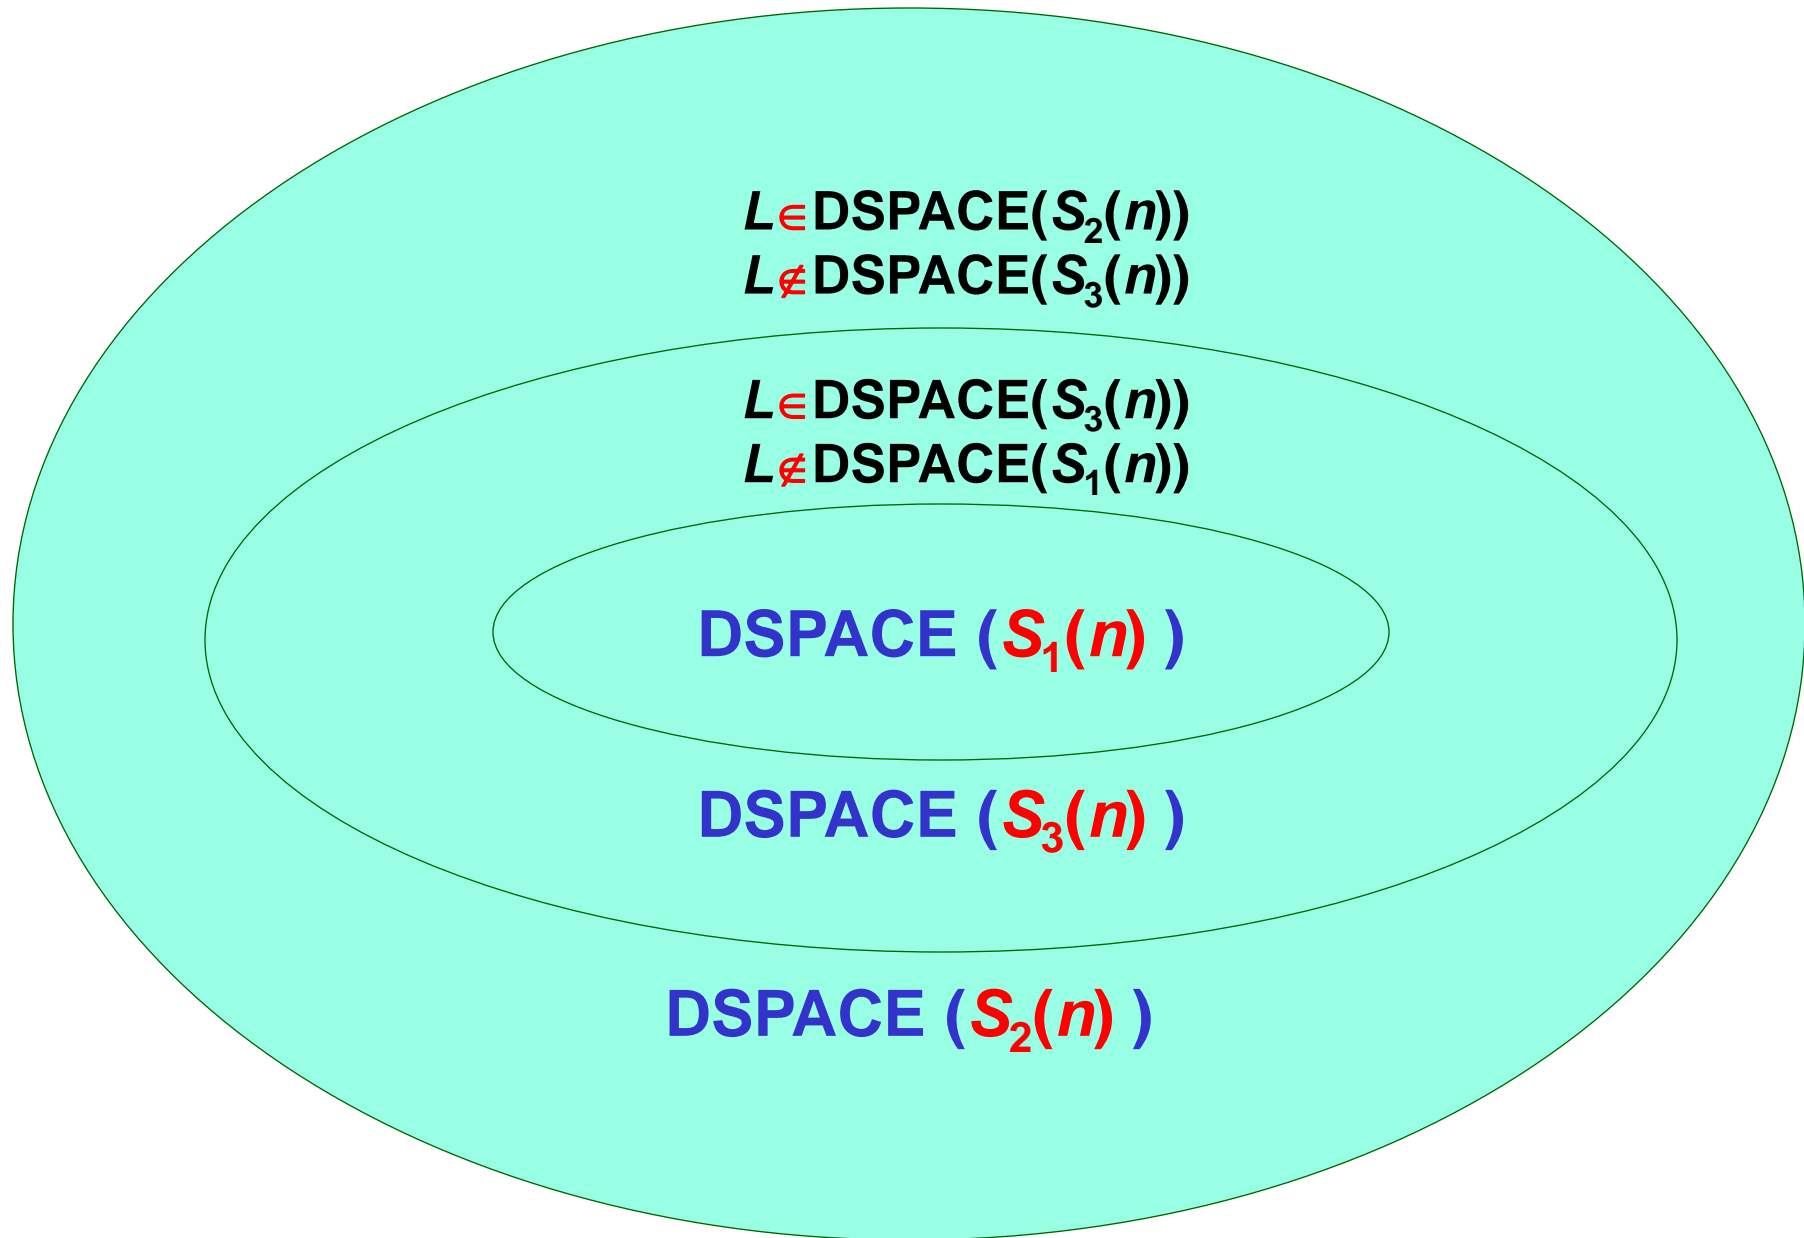 L∈DSPACE(S₂(n))
L∉DSPACE(S₃(n))
L∈DSPACE(S₃(n))
L∉DSPACE(S₁(n))
DSPACE (S₁(n) )
DSPACE (S₃(n) )
DSPACE (S₂(n) )